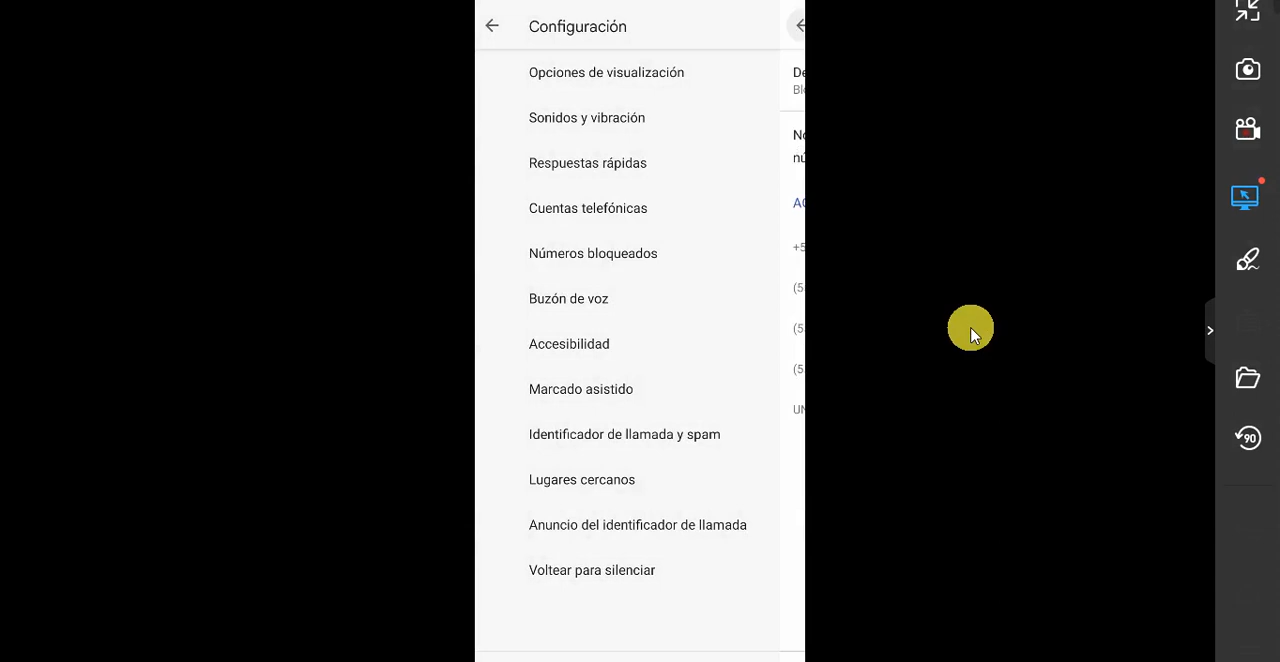 Configuración
Opciones de visualización
Sonidos y vibración
Respuestas rápidas
Cuentas telefónicas
Números bloqueados
Buzón de voz
Accesibilidad
Marcado asistido
Identificador de llamada y spam
Lugares cercanos
Anuncio del identificador de llamada
Voltear para silenciar
90